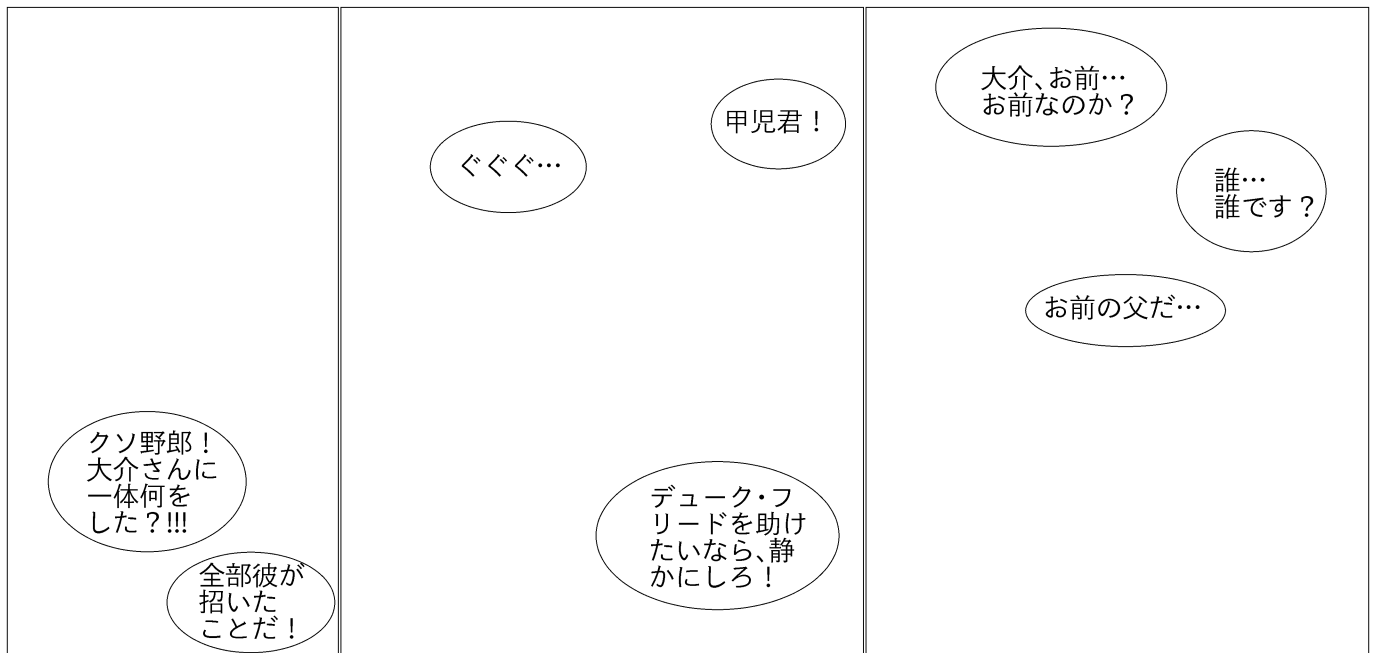 大介、お前…
お前なのか？
誰…
誰です？
お前の父だ…
甲児君！
ぐぐぐ…
デューク・フ
リードを助け
たいなら、静
かにしろ！
クソ野郎！
大介さんに
一体何を
した？!!!
全部彼が
招いた
ことだ！